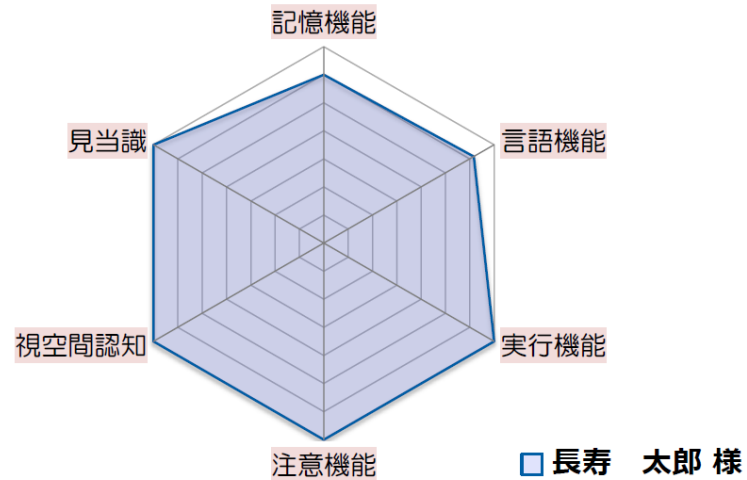 記憶機能
見当識
言語機能
視空間認知
実行機能
注意機能
長寿　太郎 様